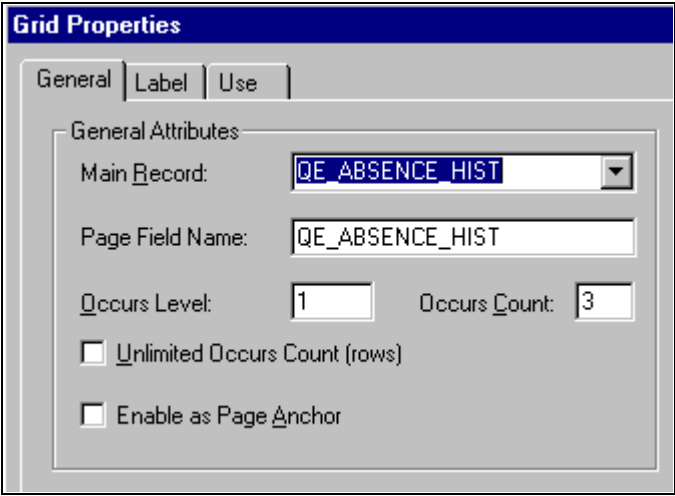 Grid Properties
General Label Use
General Attributes
Main Record: QE_ABSENCE_HIST
Page Field Name: QE_ABSENCE_HIST
Occurs Level: 1 Occurs Count: 3
Unlimited Occurs Count (rows)
Enable as Page Anchor